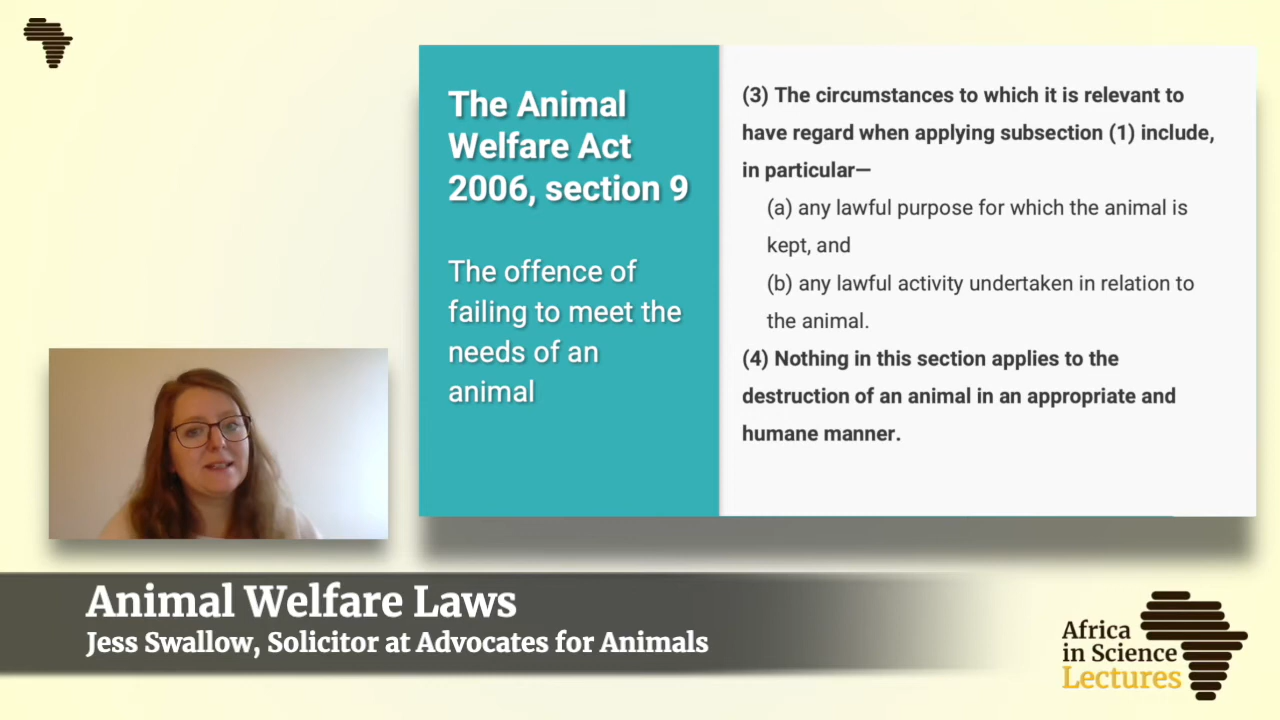 The Animal
Welfare Act
2006, section 9
The offence of
failing to meet the
needs of an
animal
(3) The circumstances to which it is relevant to
have regard when applying subsection (1) include,
in particular—
(a) any lawful purpose for which the animal is
kept, and
(b) any lawful activity undertaken in relation to
the animal.
(4) Nothing in this section applies to the
destruction of an animal in an appropriate and
humane manner.
Animal Welfare Laws
Jess Swallow, Solicitor at Advocates for Animals
Africa
in Science
Lectures